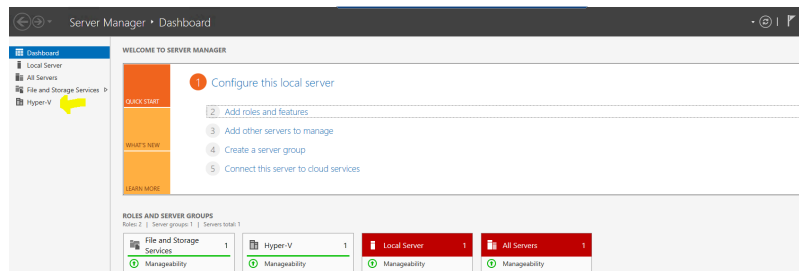 Server Manager • Dashboard
Dashboard
Local Server
All Servers
File and Storage Services
Hyper-V
WELCOME TO SERVER MANAGER
QUICK START
WHAT'S NEW
LEARN MORE
1 Configure this local server
2 Add roles and features
3 Add other servers to manage
4 Create a server group
5 Connect this server to cloud services
ROLES AND SERVER GROUPS
Roles: 2 | Server groups: 1 | Servers total: 1
File and Storage Services 1
Manageability
Hyper-V 1
Manageability
Local Server 1
Manageability
All Servers 1
Manageability